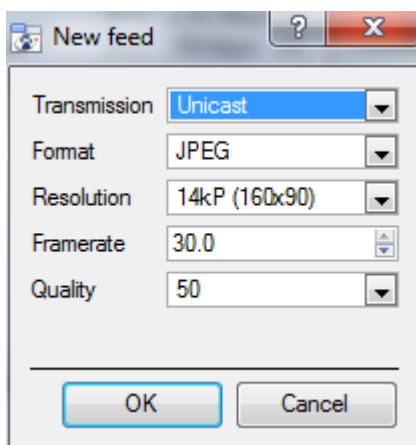 New feed
Transmission Unicast
Format JPEG
Resolution 14kP (160x90)
Framerate 30.0
Quality 50
OK Cancel